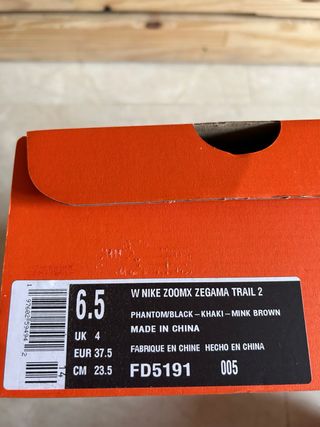 6.5
UK 4
EUR 37.5
CM 23.5
W NIKE ZOOMX ZEGAMA TRAIL 2
PHANTOM/BLACK-KHAKI-MINK BROWN
MADE IN CHINA
FABRIQUE EN CHINE HECHO EN CHINA
FD5191 005
14